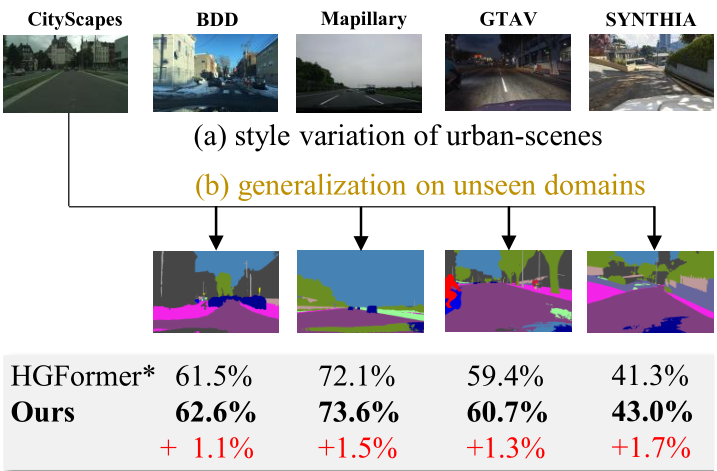 CityScapes BDD Mapillary GTAV SYNTHIA
(a) style variation of urban-scenes
(b) generalization on unseen domains
HGFormer* 61.5% 72.1% 59.4% 41.3%
Ours 62.6% 73.6% 60.7% 43.0%
+ 1.1% +1.5% +1.3% +1.7%